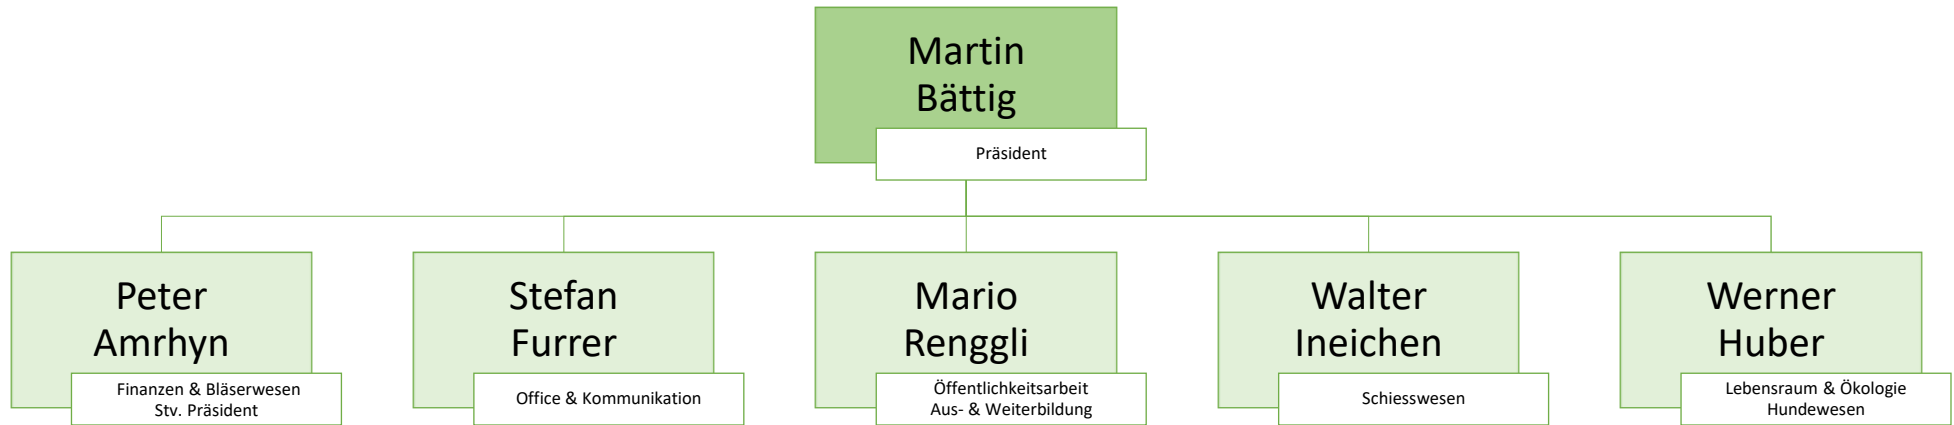 Martin
Bättig
Präsident
Peter
Amrhyn
Finanzen & Bläserwesen
Stv. Präsident
Stefan
Furrer
Office & Kommunikation
Mario
Renggli
Öffentlichkeitsarbeit
Aus- & Weiterbildung
Walter
Ineichen
Schiesswesen
Werner
Huber
Lebensraum & Ökologie
Hundewesen